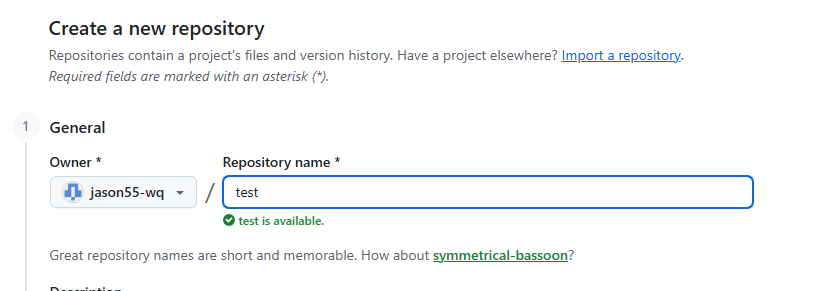 Create a new repository
Repositories contain a project's files and version history. Have a project elsewhere? Import a repository.
Required fields are marked with an asterisk (*).
1 General
Owner * Repository name *
jason55-wq / test
test is available.
Great repository names are short and memorable. How about symmetrical-bassoon?
Description